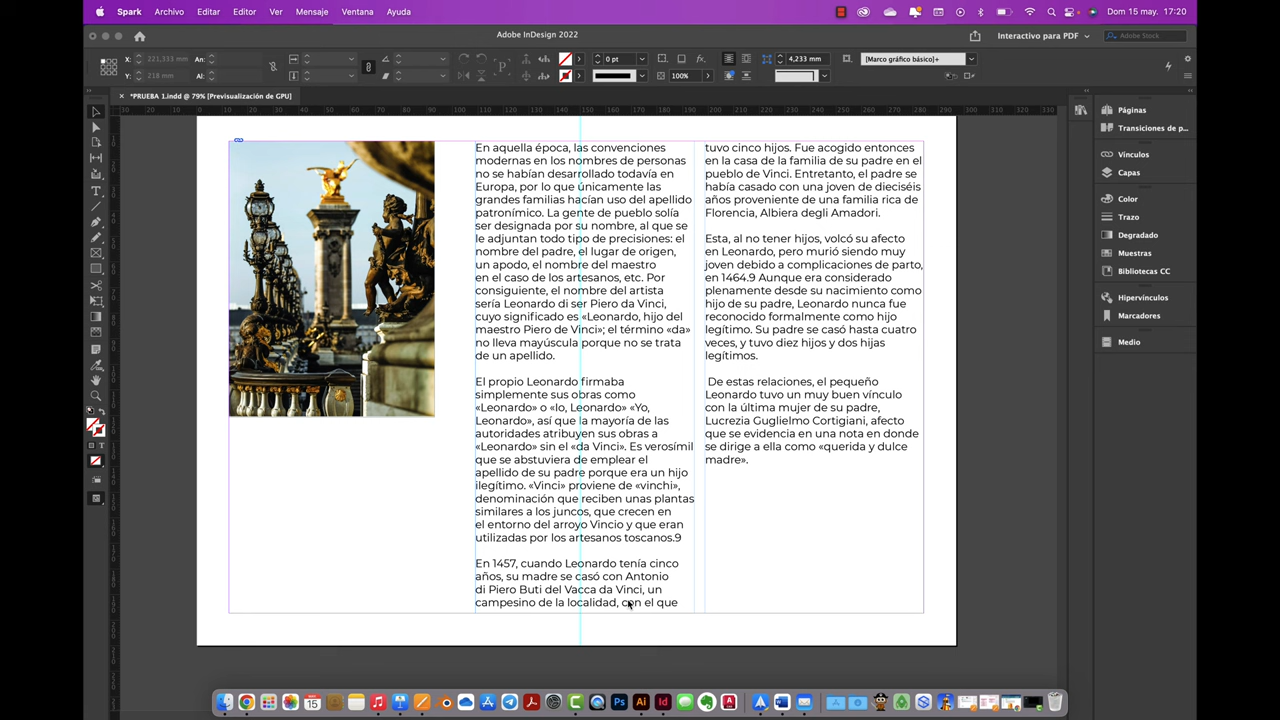 Spark Archivo Editar Editor Ver Mensaje Ventana Ayuda Dom 15 may. 17:20
Adobe InDesign 2022 Interactivo para PDF Adobe Stock
X: 221,333 mm An: 0 pt 4,233 mm [Marco gráfico básico]+
Y: 218 mm Al: P 100% fx.
× *PRUEBA 1.indd @ 79% [Previsualización de GPU]
En aquella época, las convenciones
modernas en los nombres de personas
no se habían desarrollado todavía en
Europa, por lo que únicamente las
grandes familias hacían uso del apellido
patronímico. La gente de pueblo solía
ser designada por su nombre, al que se
le adjuntan todo tipo de precisiones: el
nombre del padre, el lugar de origen,
un apodo, el nombre del maestro
en el caso de los artesanos, etc. Por
consiguiente, el nombre del artista
sería Leonardo di ser Piero da Vinci,
cuyo significado es «Leonardo, hijo del
maestro Piero de Vinci»; el término «da»
no lleva mayúscula porque no se trata
de un apellido.
El propio Leonardo firmaba
simplemente sus obras como
«Leonardo» o «Io, Leonardo» «Yo,
Leonardo», así que la mayoría de las
autoridades atribuyen sus obras a
«Leonardo» sin el «da Vinci». Es verosímil
que se abstuviera de emplear el
apellido de su padre porque era un hijo
ilegítimo. «Vinci» proviene de «vinchi»,
denominación que reciben unas plantas
similares a los juncos, que crecen en
el entorno del arroyo Vincio y que eran
utilizadas por los artesanos toscanos.9
En 1457, cuando Leonardo tenía cinco
años, su madre se casó con Antonio
di Piero Buti del Vacca da Vinci, un
campesino de la localidad, con el que
tuvo cinco hijos. Fue acogido entonces
en la casa de la familia de su padre en el
pueblo de Vinci. Entretanto, el padre se
había casado con una joven de dieciséis
años proveniente de una familia rica de
Florencia, Albiera degli Amadori.
Esta, al no tener hijos, volcó su afecto
en Leonardo, pero murió siendo muy
joven debido a complicaciones de parto,
en 1464.9 Aunque era considerado
plenamente desde su nacimiento como
hijo de su padre, Leonardo nunca fue
reconocido formalmente como hijo
legítimo. Su padre se casó hasta cuatro
veces, y tuvo diez hijos y dos hijas
legítimos.
De estas relaciones, el pequeño
Leonardo tuvo un muy buen vínculo
con la última mujer de su padre,
Lucrezia Guglielmo Cortigiani, afecto
que se evidencia en una nota en donde
se dirige a ella como «querida y dulce
madre».
Páginas
Transiciones de p...
Vínculos
Capas
Color
Trazo
Degradado
Muestras
Bibliotecas CC
Hipervínculos
Marcadores
Medio
MAY
15
Ps Ai Id